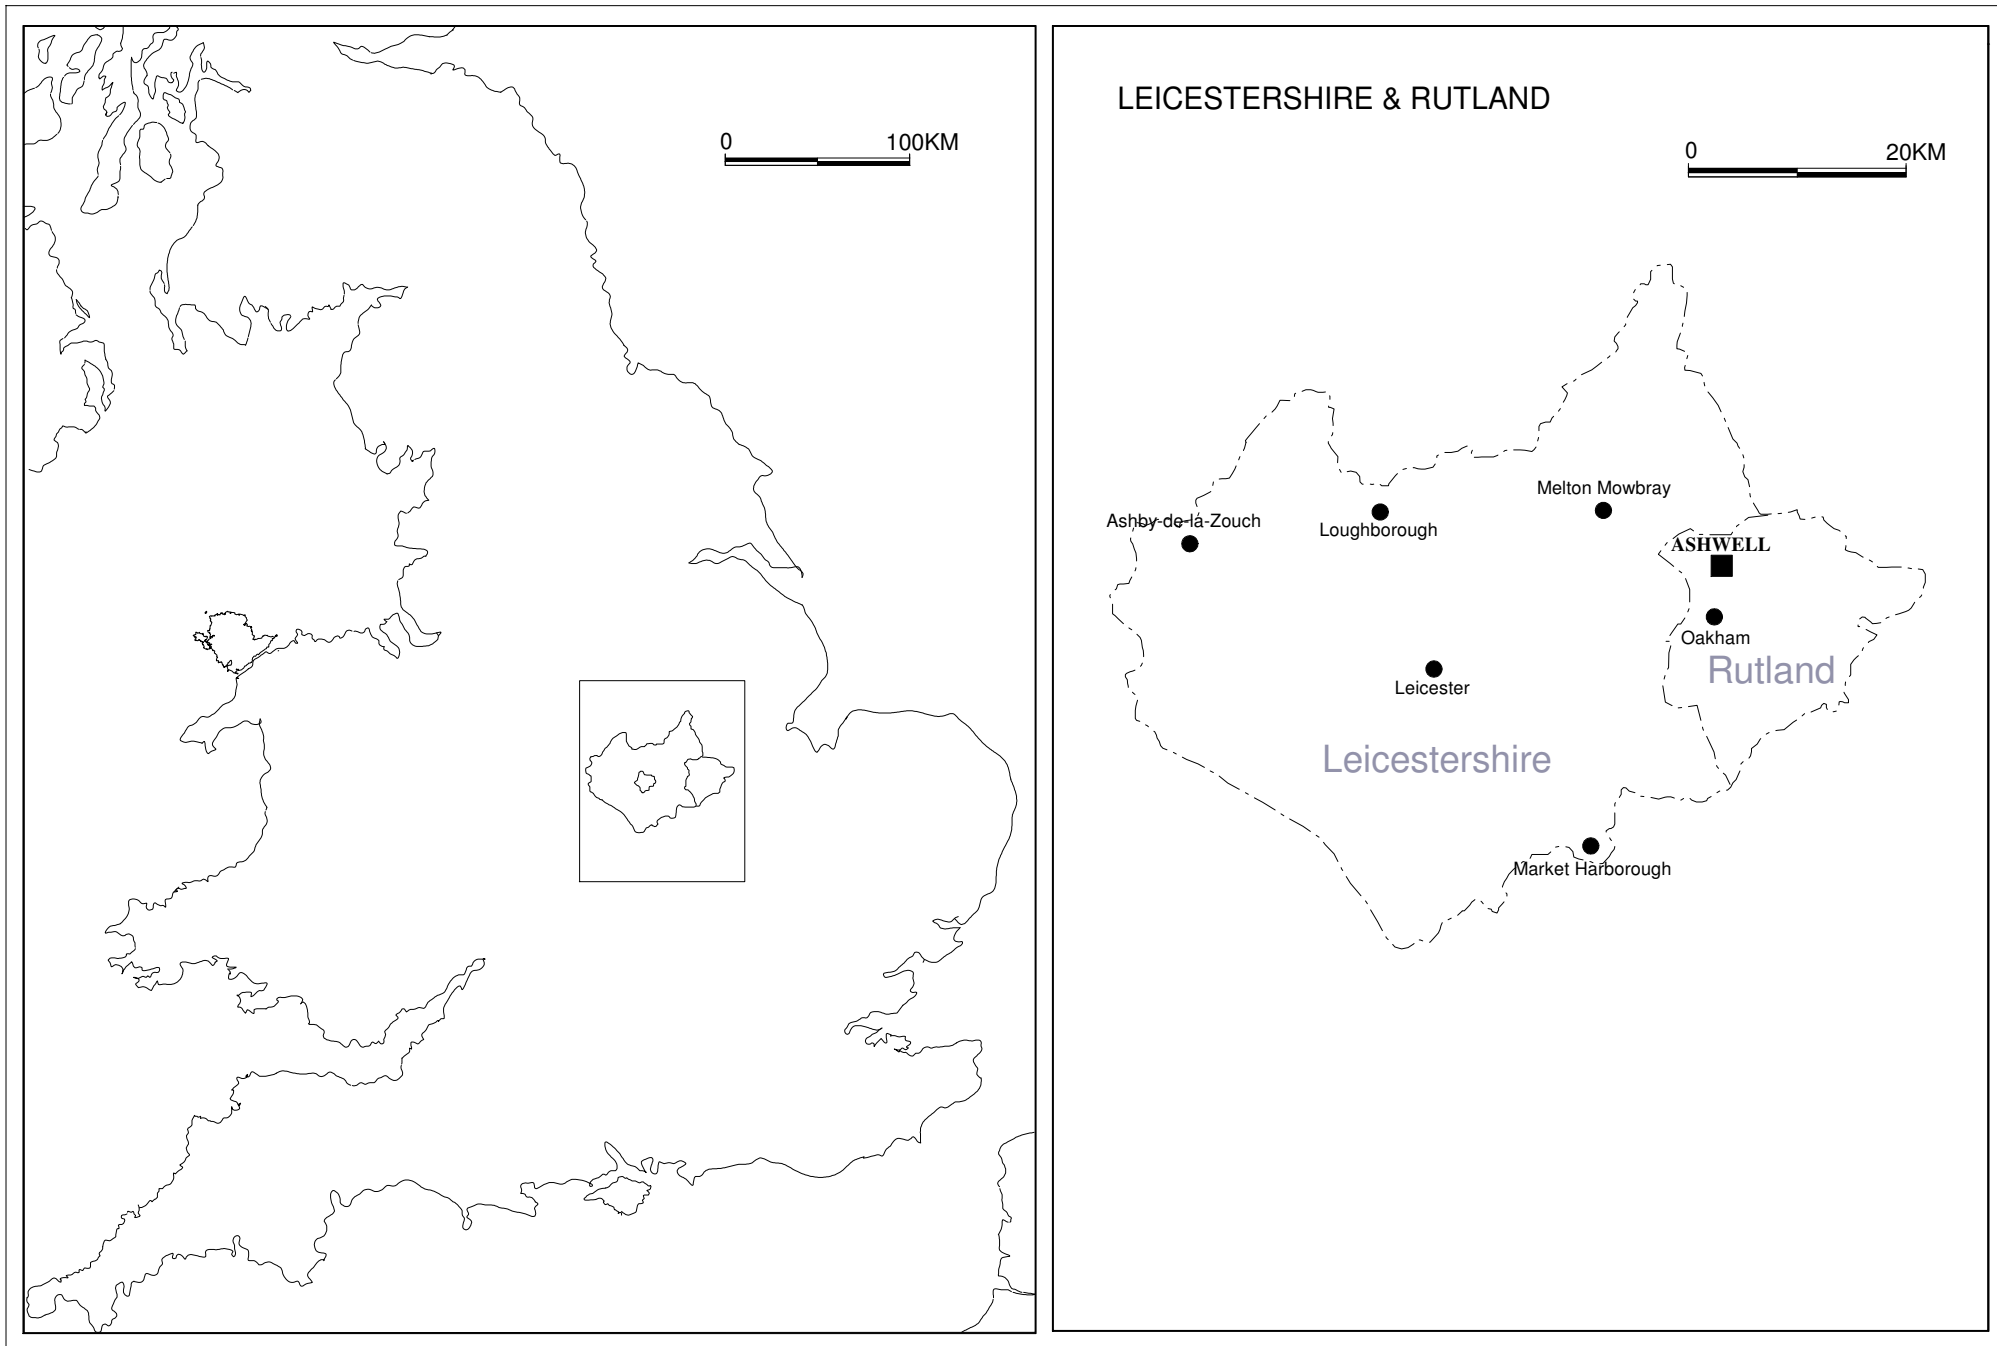 0 100KM
LEICESTERSHIRE & RUTLAND
0 20KM
Melton Mowbray
Ashby-de-la-Zouch
Loughborough
ASHWELL
Oakham
Rutland
Leicester
Leicestershire
Market Harborough